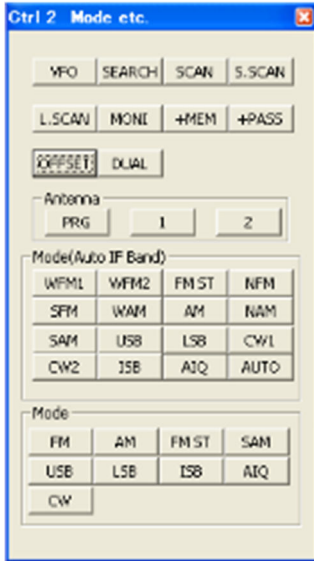 Ctrl 2 Mode etc.
VFO SEARCH SCAN S.SCAN
L.SCAN MONI +MEM +PASS
OFFSET DUAL
Antenna
PRG 1 2
Mode(Auto IF Band)
WFM1 WFM2 FM ST NFM
SFM WAM AM NAM
SAM USB LSB CW1
CW2 ISB AIQ AUTO
Mode
FM AM FM ST SAM
USB LSB ISB AIQ
CW